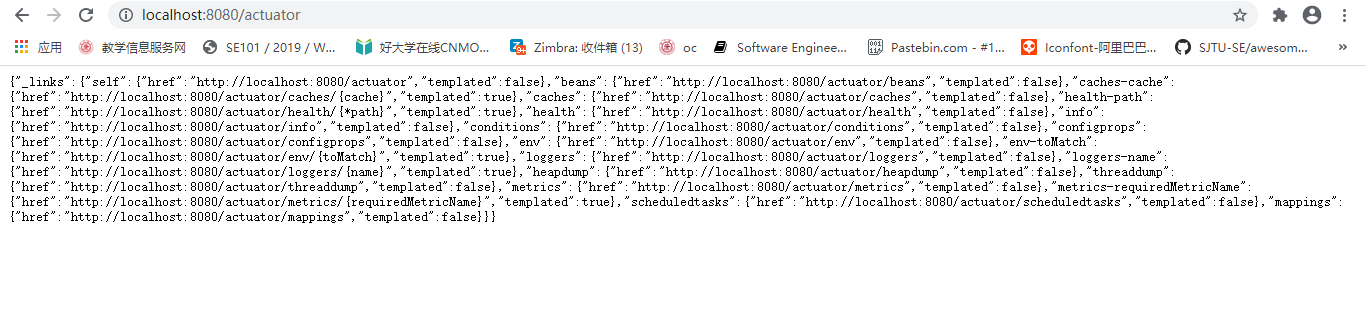 localhost:8080/actuator
应用 教学信息服务网 SE101 / 2019 / W... 好大学在线CNMO... Zimbra: 收件箱 (13) oc Software Enginee... Pastebin.com - #1... Iconfont-阿里巴巴... SJTU-SE/awesom... »
{"_links":{"self":{"href":"http://localhost:8080/actuator","templated":false},"beans":{"href":"http://localhost:8080/actuator/beans","templated":false},"caches-cache":
{"href":"http://localhost:8080/actuator/caches/{cache}","templated":true},"caches":{"href":"http://localhost:8080/actuator/caches","templated":false},"health-path":
{"href":"http://localhost:8080/actuator/health/{*path}","templated":true},"health":{"href":"http://localhost:8080/actuator/health","templated":false},"info":
{"href":"http://localhost:8080/actuator/info","templated":false},"conditions":{"href":"http://localhost:8080/actuator/conditions","templated":false},"configprops":
{"href":"http://localhost:8080/actuator/configprops","templated":false},"env":{"href":"http://localhost:8080/actuator/env","templated":false},"env-toMatch":
{"href":"http://localhost:8080/actuator/env/{toMatch}","templated":true},"loggers":{"href":"http://localhost:8080/actuator/loggers","templated":false},"loggers-name":
{"href":"http://localhost:8080/actuator/loggers/{name}","templated":true},"heapdump":{"href":"http://localhost:8080/actuator/heapdump","templated":false},"threaddump":
{"href":"http://localhost:8080/actuator/threaddump","templated":false},"metrics":{"href":"http://localhost:8080/actuator/metrics","templated":false},"metrics-requiredMetricName":
{"href":"http://localhost:8080/actuator/metrics/{requiredMetricName}","templated":true},"scheduledtasks":{"href":"http://localhost:8080/actuator/scheduledtasks","templated":false},"mappings":
{"href":"http://localhost:8080/actuator/mappings","templated":false}}}